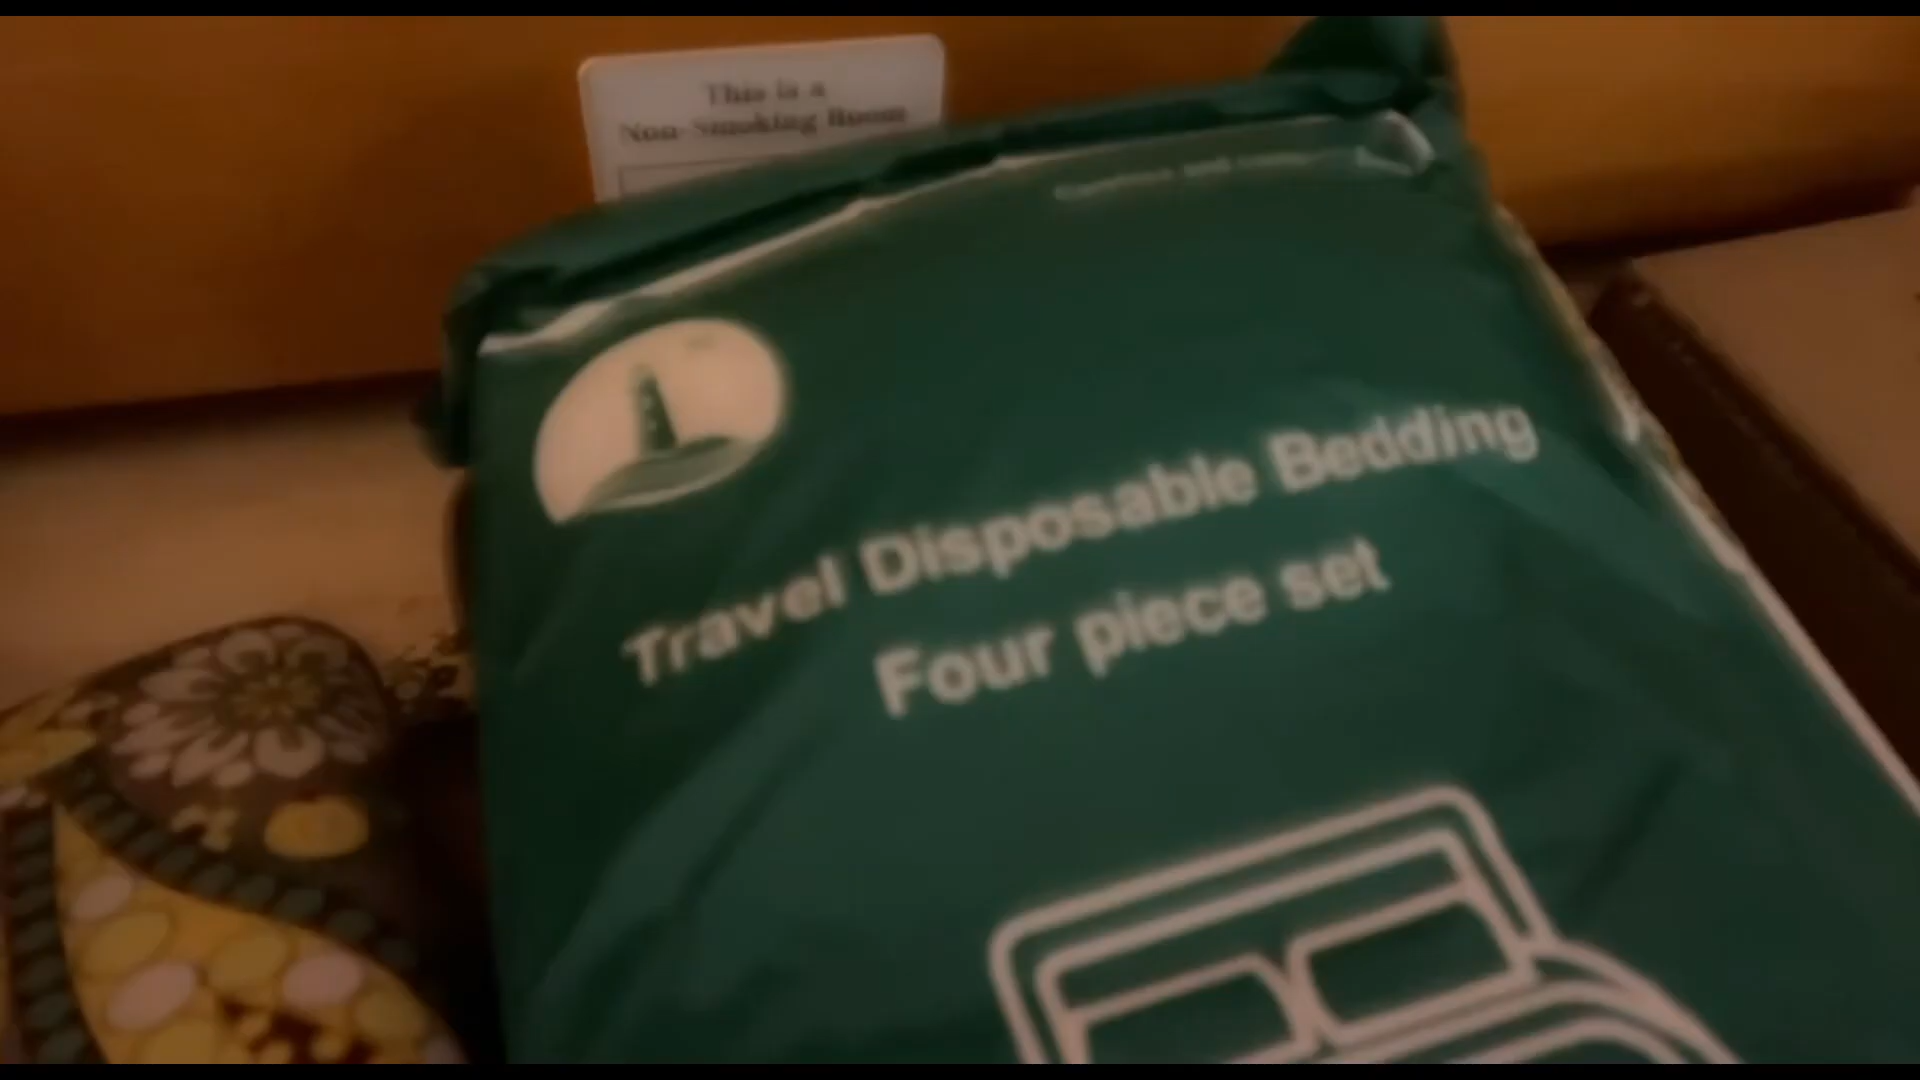 This is a
Non-Smoking Room
Travel Disposable Bedding
Four piece set